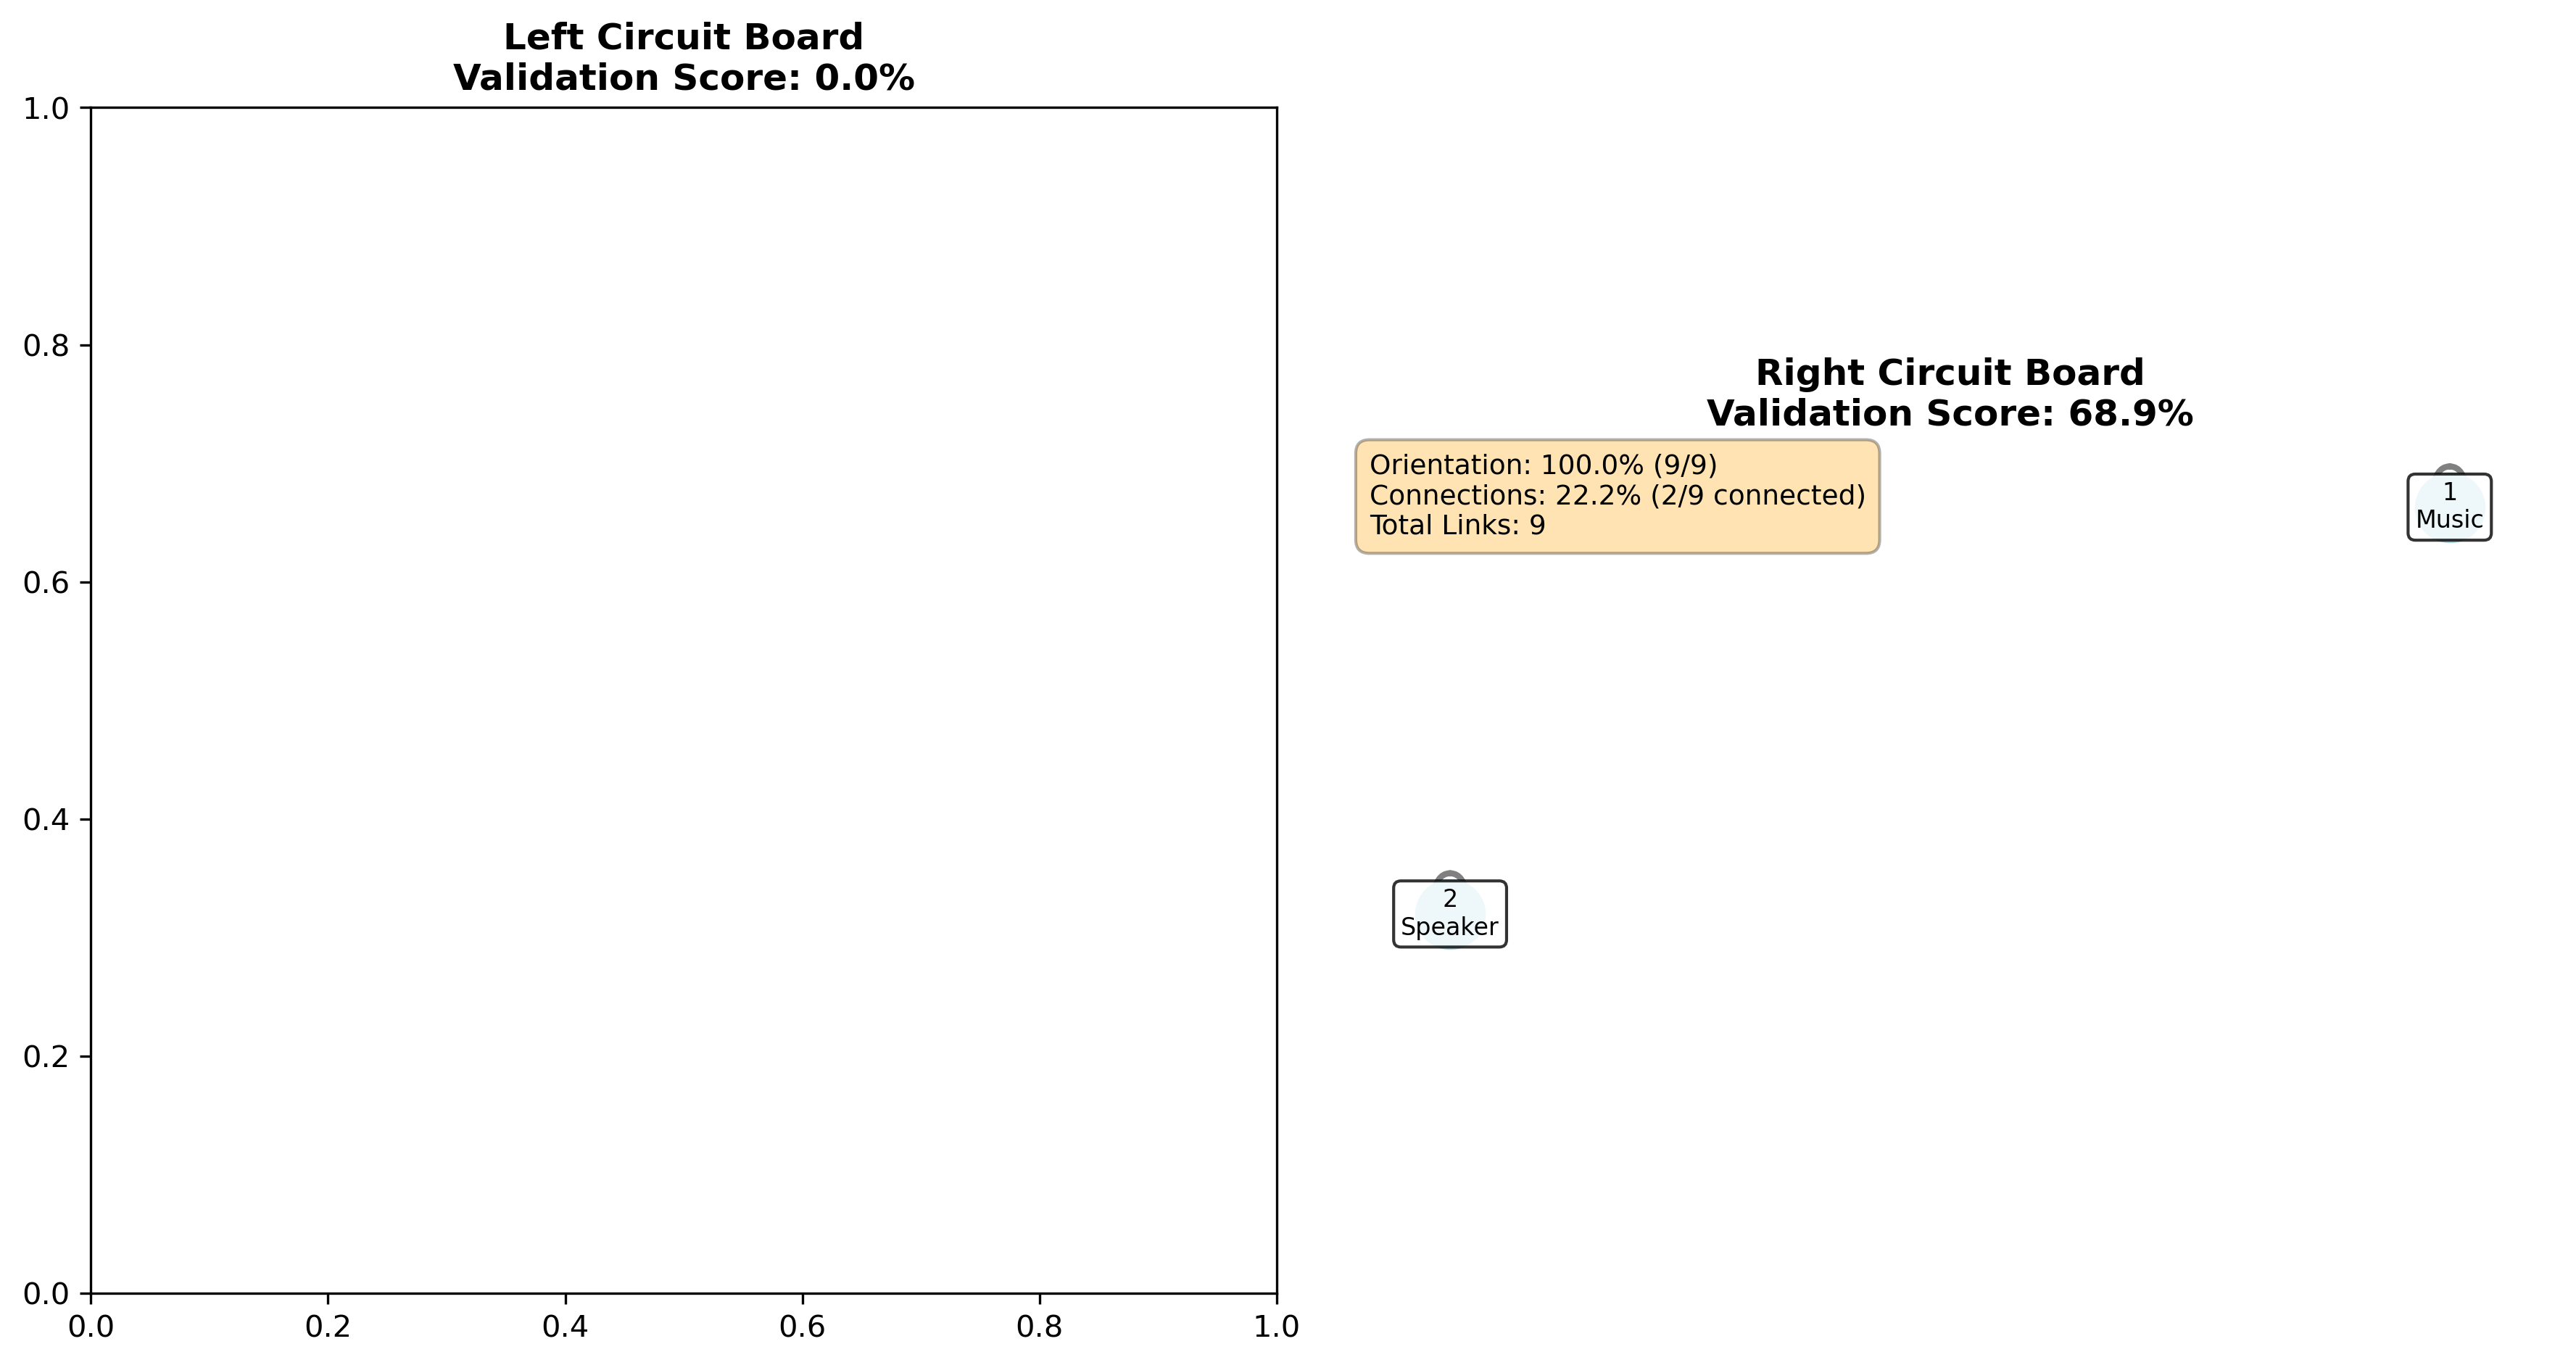 Left Circuit Board
Validation Score: 0.0%
1.0
0.8
0.6
0.4
0.2
0.0
0.0 0.2 0.4 0.6 0.8 1.0
Right Circuit Board
Validation Score: 68.9%
Orientation: 100.0% (9/9)
Connections: 22.2% (2/9 connected)
Total Links: 9
1
Music
2
Speaker